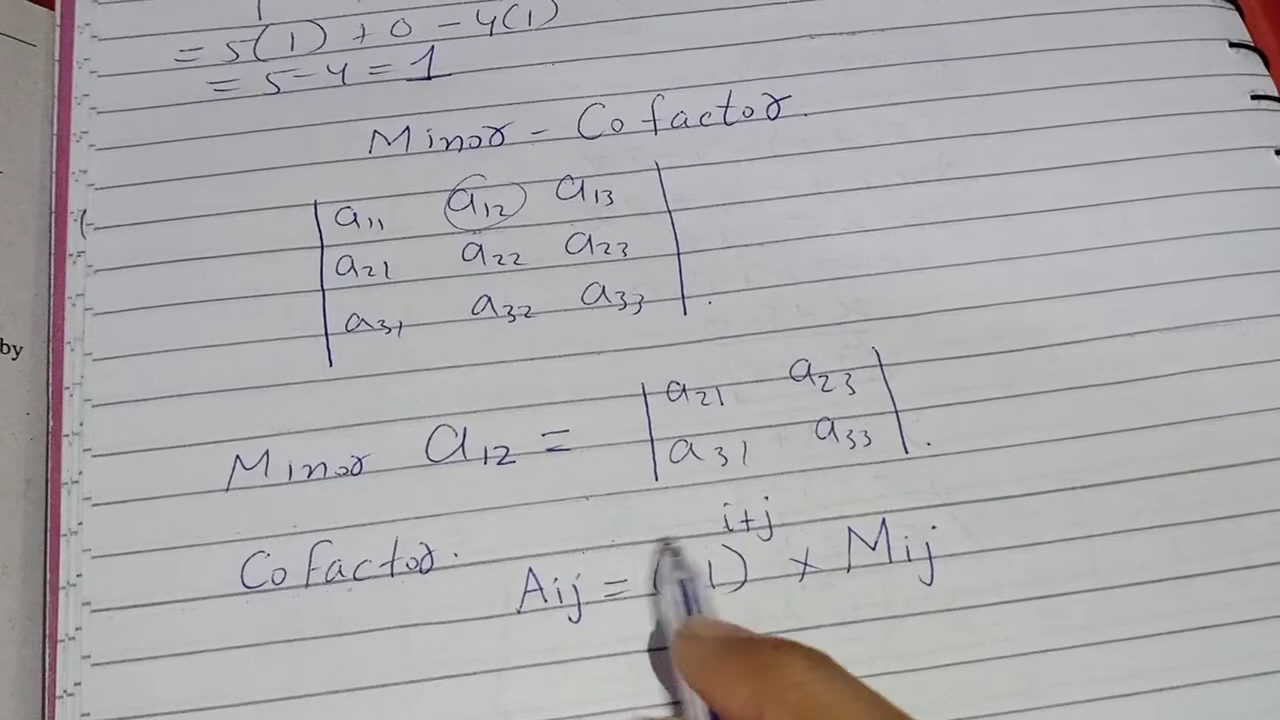 = 5(1) + 0 - 4(1)
= 5-4 = 1
Minor - Cofactor.
a11 a12 a13
a21 a22 a23
a31 a32 a33 .
by
Minor a12 = | a21 a23 |
| a31 a33 | .
Cofactor. Aij = ( 1)^i+j × Mij